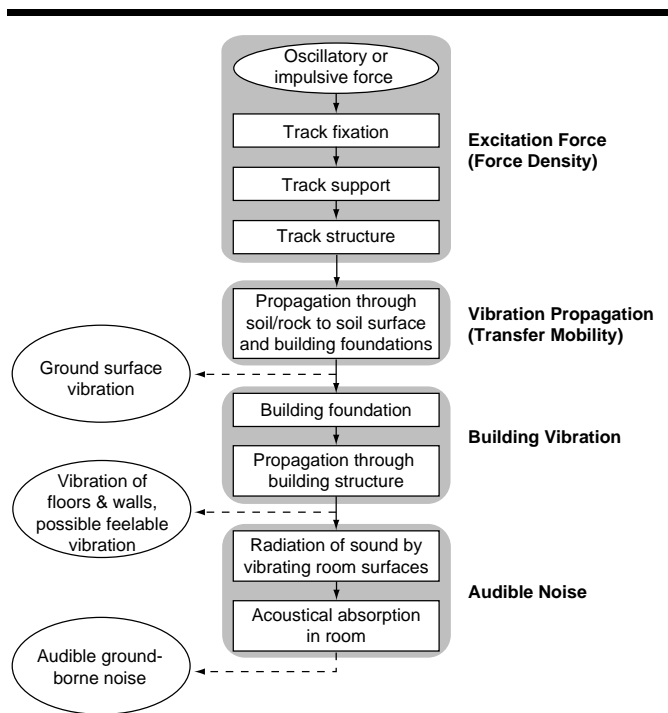 Oscillatory or
impulsive force
Track fixation
Excitation Force
(Force Density)
Track support
Track structure
Propagation through
soil/rock to soil surface
and building foundations
Vibration Propagation
(Transfer Mobility)
Ground surface
vibration
Building foundation
Building Vibration
Propagation through
building structure
Vibration of
floors & walls,
possible feelable
vibration
Radiation of sound by
vibrating room surfaces
Audible Noise
Acoustical absorption
in room
Audible ground-
borne noise